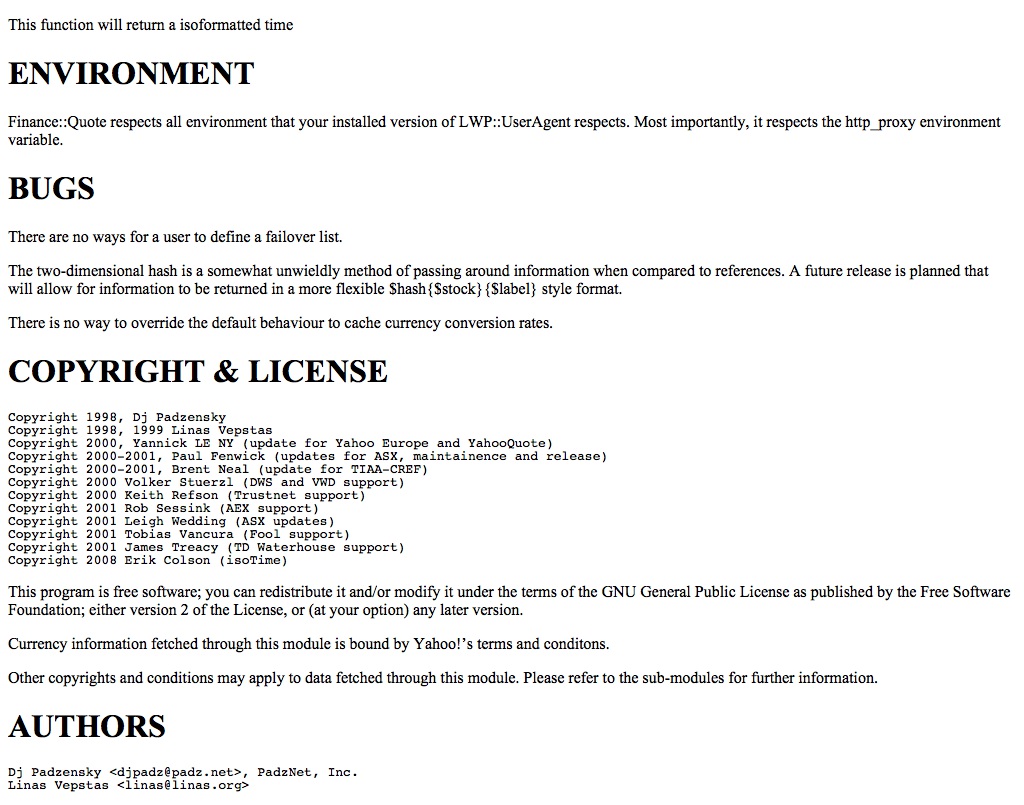 This function will return a isoformatted time
ENVIRONMENT
Finance::Quote respects all environment that your installed version of LWP::UserAgent respects. Most importantly, it respects the http_proxy environment
variable.
BUGS
There are no ways for a user to define a failover list.
The two-dimensional hash is a somewhat unwieldly method of passing around information when compared to references. A future release is planned that
will allow for information to be returned in a more flexible $hash{$stock}{$label} style format.
There is no way to override the default behaviour to cache currency conversion rates.
COPYRIGHT & LICENSE
Copyright 1998, Dj Padzensky
Copyright 1998, 1999 Linas Vepstas
Copyright 2000, Yannick LE NY (update for Yahoo Europe and YahooQuote)
Copyright 2000-2001, Paul Fenwick (updates for ASX, maintainence and release)
Copyright 2000-2001, Brent Neal (update for TIAA-CREF)
Copyright 2000 Volker Stuerzl (DWS and VWD support)
Copyright 2000 Keith Refson (Trustnet support)
Copyright 2001 Rob Sessink (AEX support)
Copyright 2001 Leigh Wedding (ASX updates)
Copyright 2001 Tobias Vancura (Fool support)
Copyright 2001 James Treacy (TD Waterhouse support)
Copyright 2008 Erik Colson (isoTime)
This program is free software; you can redistribute it and/or modify it under the terms of the GNU General Public License as published by the Free Software
Foundation; either version 2 of the License, or (at your option) any later version.
Currency information fetched through this module is bound by Yahoo!’s terms and conditons.
Other copyrights and conditions may apply to data fetched through this module. Please refer to the sub-modules for further information.
AUTHORS
Dj Padzensky <djpadz@padz.net>, PadzNet, Inc.
Linas Vepstas <linas@linas.org>